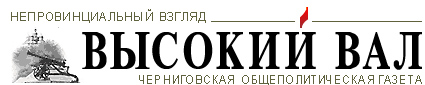 НЕПРОВИНЦИАЛЬНЫЙ ВЗГЛЯД
ВЫСОКИЙ ВАЛ
ЧЕРНИГОВСКАЯ ОБЩЕПОЛИТИЧЕСКАЯ ГАЗЕТА